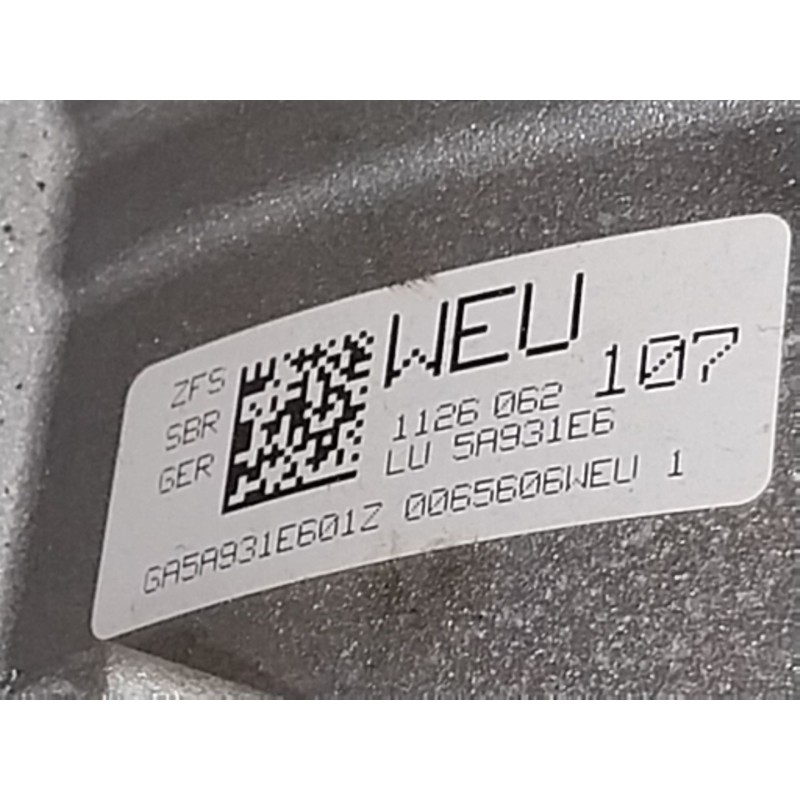 WEU
ZFS
SBR
GER
1126 062 107
LU 5A931E6
GA5A931E601Z 0065606WEU 1